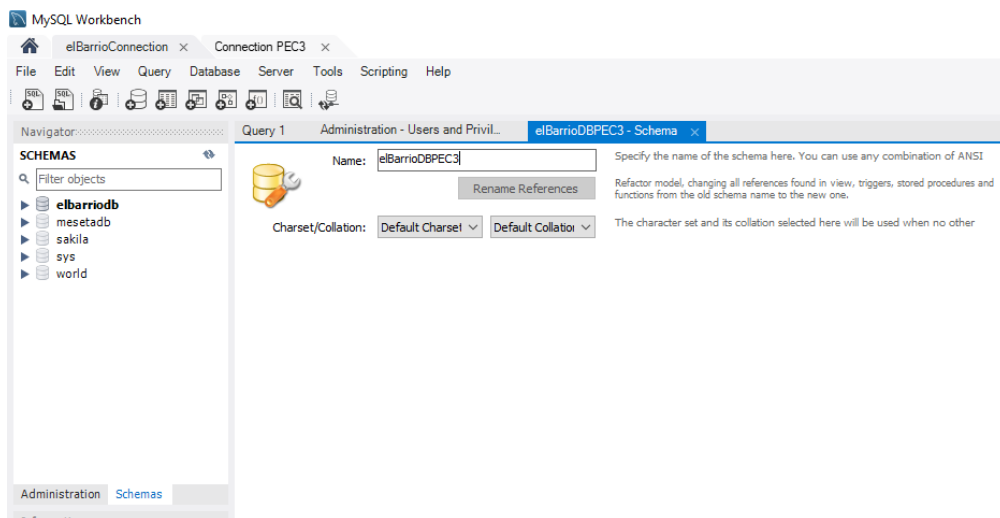 MySQL Workbench
elBarrioConnection × Connection PEC3 ×
File Edit View Query Database Server Tools Scripting Help
SQL SQL
Navigator
Query 1 Administration - Users and Privil... elBarrioDBPEC3 - Schema ×
SCHEMAS
Filter objects
elbarriodb
mesetadb
sakila
sys
world
Name: elBarrioDBPEC3 Specify the name of the schema here. You can use any combination of ANSI
Rename References Refactor model, changing all references found in view, triggers, stored procedures and
functions from the old schema name to the new one.
Charset/Collation: Default Charset Default Collation The character set and its collation selected here will be used when no other
Administration Schemas